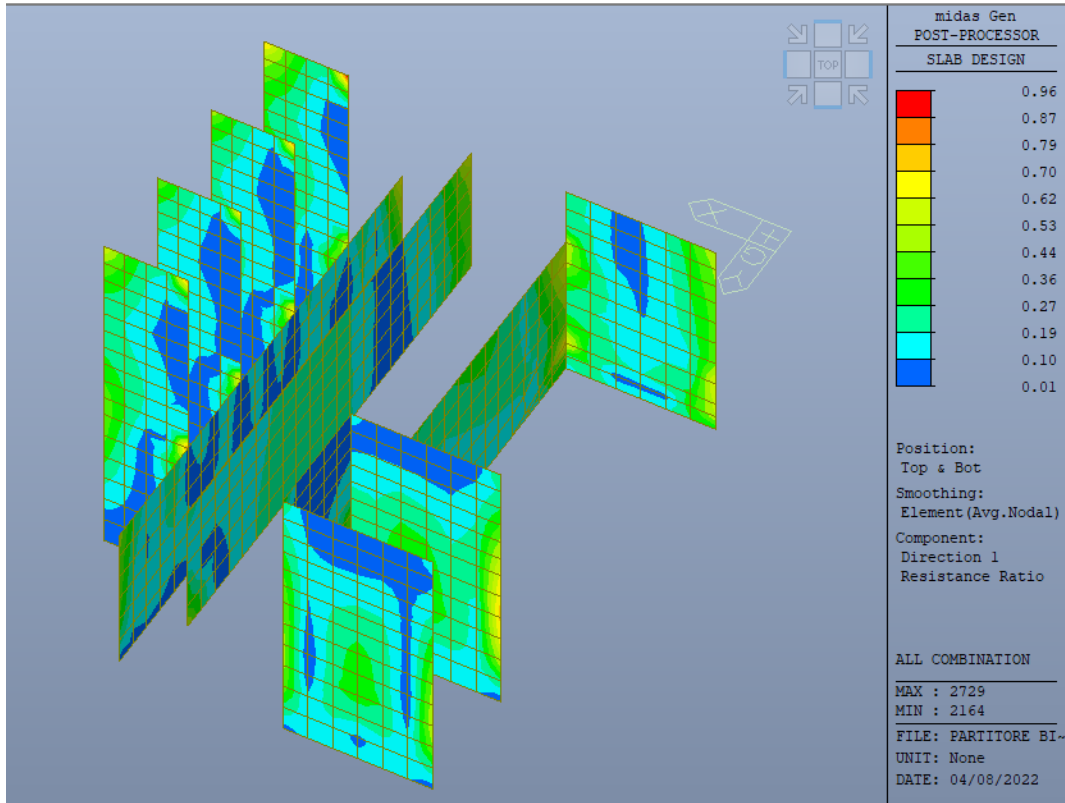 midas Gen
POST-PROCESSOR
SLAB DESIGN
TOP
0.96
0.87
0.79
0.70
0.62
0.53
0.44
0.36
0.27
0.19
0.10
0.01
X
Y
Position:
Top & Bot
Smoothing:
Element(Avg.Nodal)
Component:
Direction 1
Resistance Ratio
ALL COMBINATION
MAX : 2729
MIN : 2164
FILE: PARTITORE BI~
UNIT: None
DATE: 04/08/2022